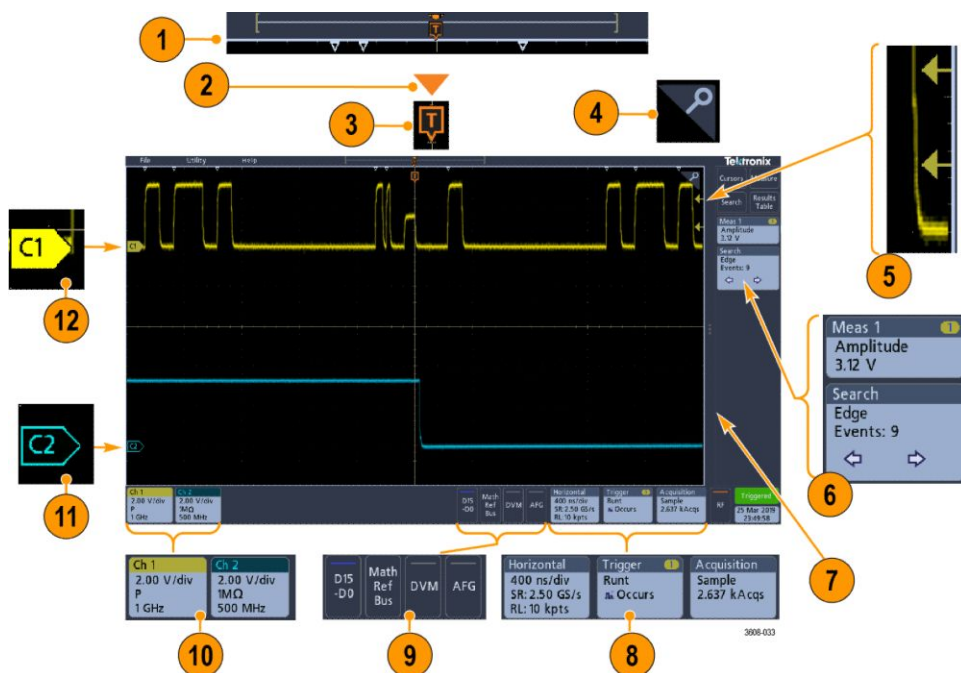 1
2
T
3
4
5
File Utility Help
T
Tektronix
Cursors Measure
Search Results Table
Meas 1 1
Amplitude
3.12 V
Search
Edge
Events: 9
C1
C1
12
Meas 1 1
Amplitude
3.12 V
Search
Edge
Events: 9
6
C2
C2
11
7
Ch 1
2.00 V/div
P
1 GHz
Ch 2
2.00 V/div
1MΩ
500 MHz
D15
-D0
Math
Ref
Bus
DVM
AFG
Horizontal
400 ns/div
SR: 2.50 GS/s
RL: 10 kpts
Trigger 1
Runt
Occurs
Acquisition
Sample
2.637 kAcqs
RF
Triggered
25 Mar 2019
23:49:58
Ch 1
2.00 V/div
P
1 GHz
Ch 2
2.00 V/div
1MΩ
500 MHz
10
D15
-D0
Math
Ref
Bus
DVM
AFG
9
Horizontal
400 ns/div
SR: 2.50 GS/s
RL: 10 kpts
Trigger 1
Runt
Occurs
Acquisition
Sample
2.637 kAcqs
8
3608-033